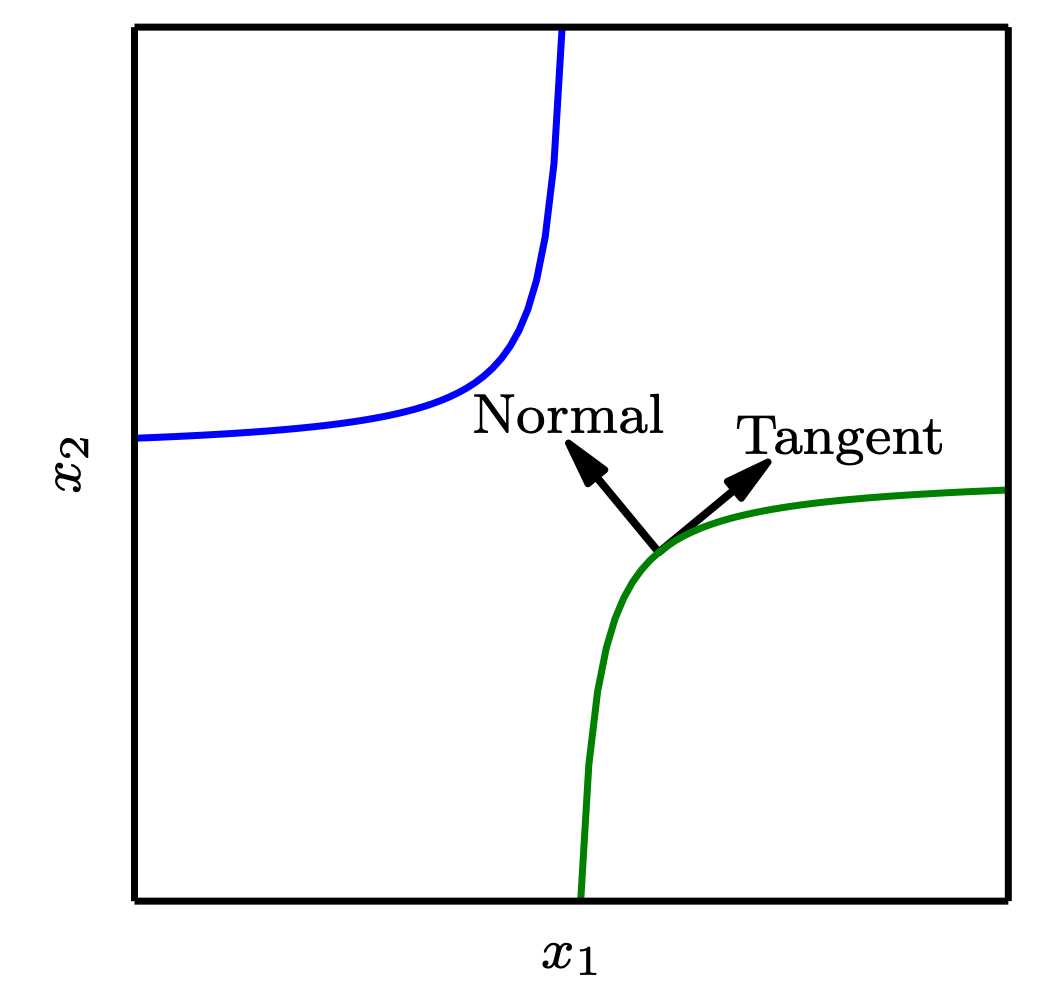 Normal
Tangent
x₂
x₁